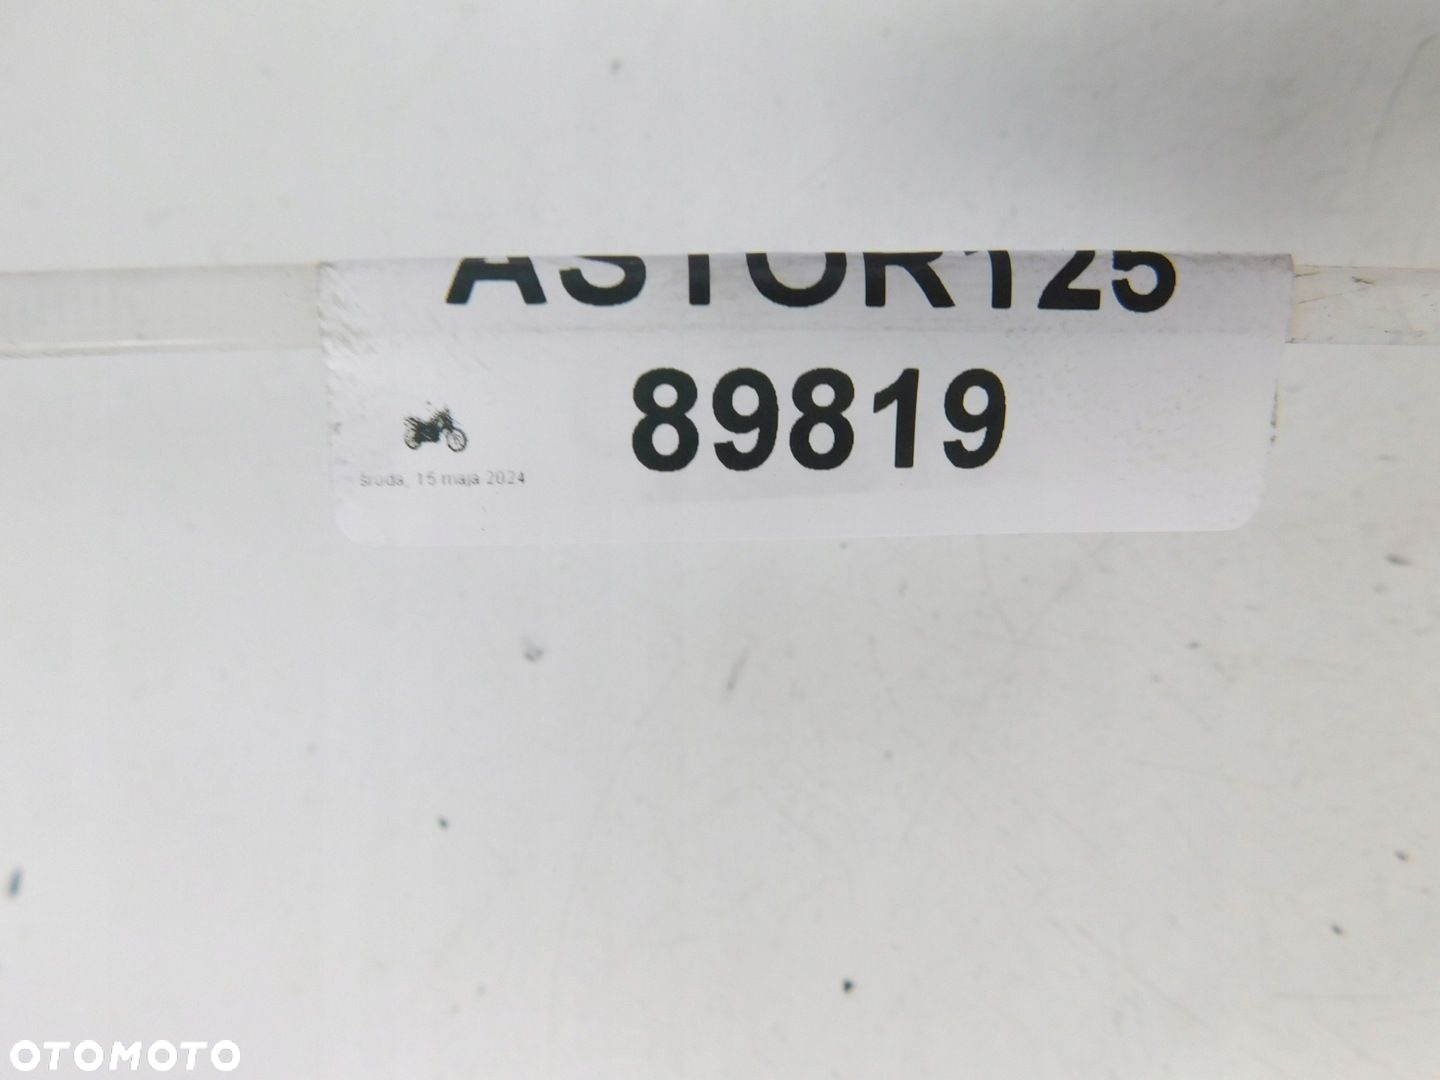 ASTOR125
89819
środa, 15 maja 2024
OTOMOTO